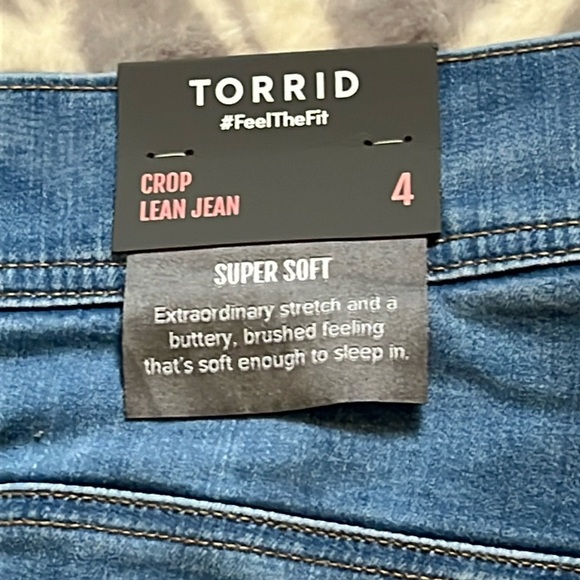 TORRID
#FeelTheFit
CROP
LEAN JEAN
4
SUPER SOFT
Extraordinary stretch and a
buttery, brushed feeling
that's soft enough to sleep in.